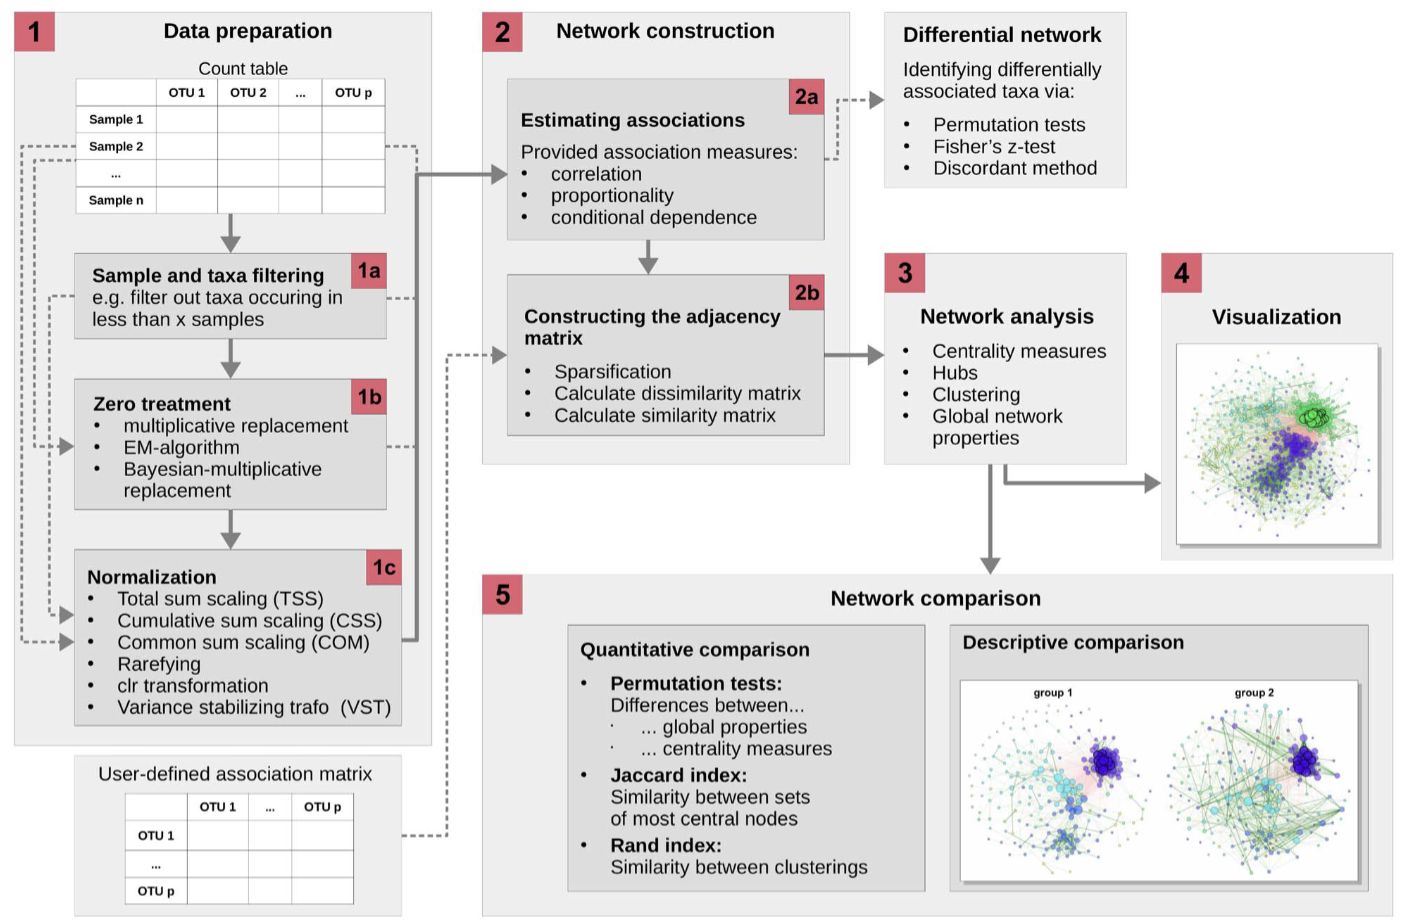 1
Data preparation
Count table
OTU 1 OTU 2 ... OTU p
Sample 1
Sample 2
...
Sample n
1a
Sample and taxa filtering
e.g. filter out taxa occuring in
less than x samples
1b
Zero treatment
• multiplicative replacement
• EM-algorithm
• Bayesian-multiplicative
replacement
1c
Normalization
• Total sum scaling (TSS)
• Cumulative sum scaling (CSS)
• Common sum scaling (COM)
• Rarefying
• clr transformation
• Variance stabilizing trafo (VST)
User-defined association matrix
OTU 1 ... OTU p
OTU 1
...
OTU p
2
Network construction
2a
Estimating associations
Provided association measures:
• correlation
• proportionality
• conditional dependence
2b
Constructing the adjacency
matrix
• Sparsification
• Calculate dissimilarity matrix
• Calculate similarity matrix
Differential network
Identifying differentially
associated taxa via:
• Permutation tests
• Fisher's z-test
• Discordant method
3
Network analysis
• Centrality measures
• Hubs
• Clustering
• Global network
properties
4
Visualization
5
Network comparison
Quantitative comparison
• Permutation tests:
Differences between...
· ... global properties
· ... centrality measures
• Jaccard index:
Similarity between sets
of most central nodes
• Rand index:
Similarity between clusterings
Descriptive comparison
group 1 group 2